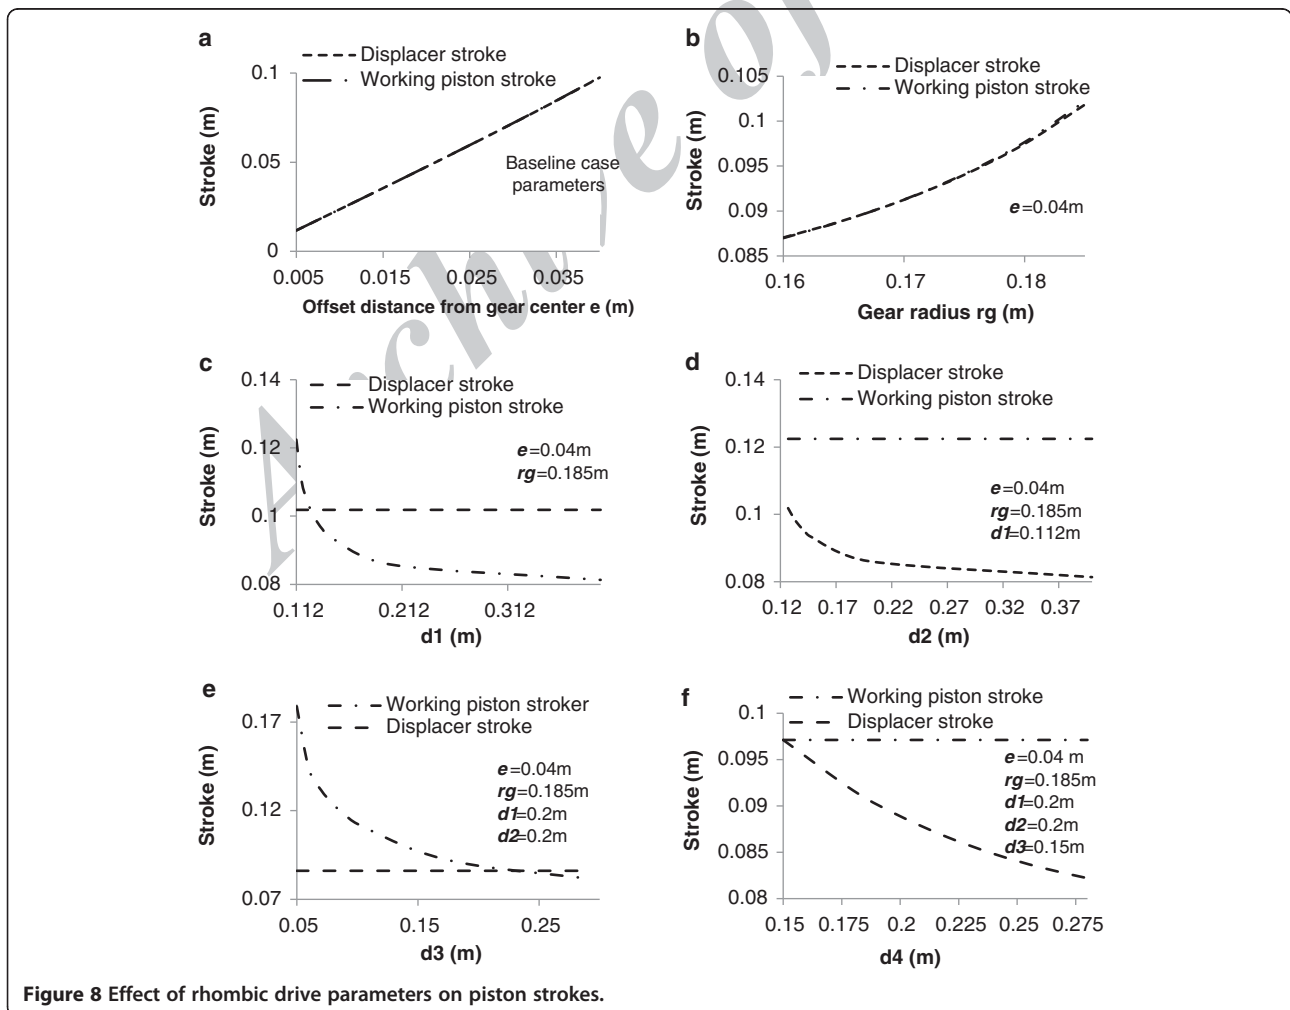 a
Displacer stroke
Working piston stroke
0.1
0.05
0
Stroke (m)
Baseline case
parameters
0.005 0.015 0.025 0.035
Offset distance from gear center e (m)
b
Displacer stroke
Working piston stroke
0.105
0.1
0.095
0.09
0.085
Stroke (m)
e=0.04m
0.16 0.17 0.18
Gear radius rg (m)
c
Displacer stroke
Working piston stroke
0.14
0.12
0.1
0.08
Stroke (m)
e=0.04m
rg=0.185m
0.112 0.212 0.312
d1 (m)
d
Displacer stroke
Working piston stroke
0.14
0.12
0.1
0.08
Stroke (m)
e=0.04m
rg=0.185m
d1=0.112m
0.12 0.17 0.22 0.27 0.32 0.37
d2 (m)
e
Working piston stroker
Displacer stroke
0.17
0.12
0.07
Stroke (m)
e=0.04m
rg=0.185m
d1=0.2m
d2=0.2m
0.05 0.15 0.25
d3 (m)
f
Working piston stroke
Displacer stroke
0.1
0.095
0.09
0.085
0.08
Stroke (m)
e=0.04 m
rg=0.185m
d1=0.2m
d2=0.2m
d3=0.15m
0.15 0.175 0.2 0.225 0.25 0.275
d4 (m)
Archive of
Figure 8 Effect of rhombic drive parameters on piston strokes.